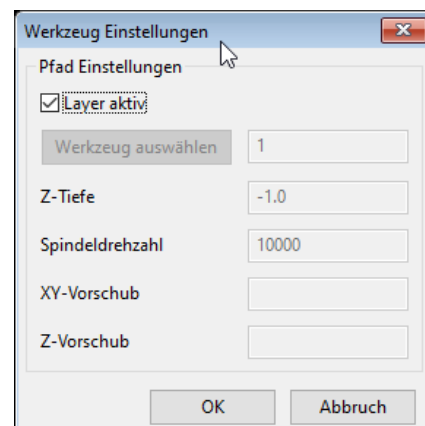 Werkzeug Einstellungen
Pfad Einstellungen
Layer aktiv
Werkzeug auswählen 1
Z-Tiefe -1.0
Spindeldrehzahl 10000
XY-Vorschub
Z-Vorschub
OK Abbruch